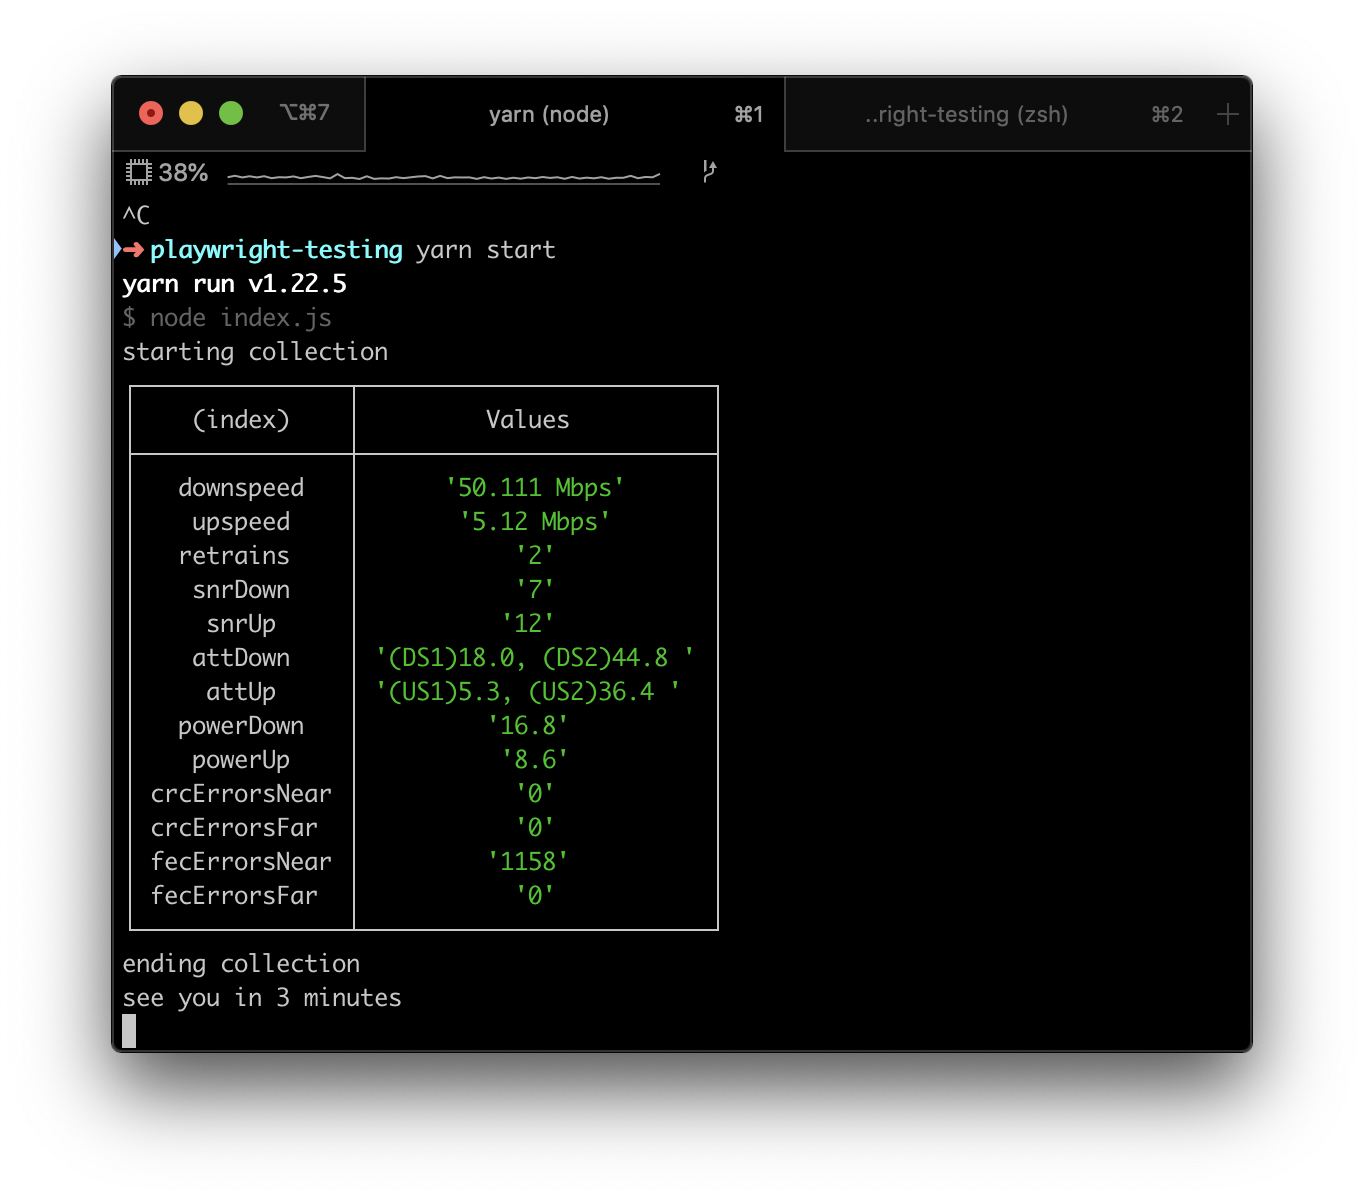 ⌥⌘7 yarn (node) ⌘1 ..right-testing (zsh) ⌘2
38%
^C
➜ playwright-testing yarn start
yarn run v1.22.5
$ node index.js
starting collection
(index) Values
downspeed '50.111 Mbps'
upspeed '5.12 Mbps'
retrains '2'
snrDown '7'
snrUp '12'
attDown '(DS1)18.0, (DS2)44.8 '
attUp '(US1)5.3, (US2)36.4 '
powerDown '16.8'
powerUp '8.6'
crcErrorsNear '0'
crcErrorsFar '0'
fecErrorsNear '1158'
fecErrorsFar '0'
ending collection
see you in 3 minutes